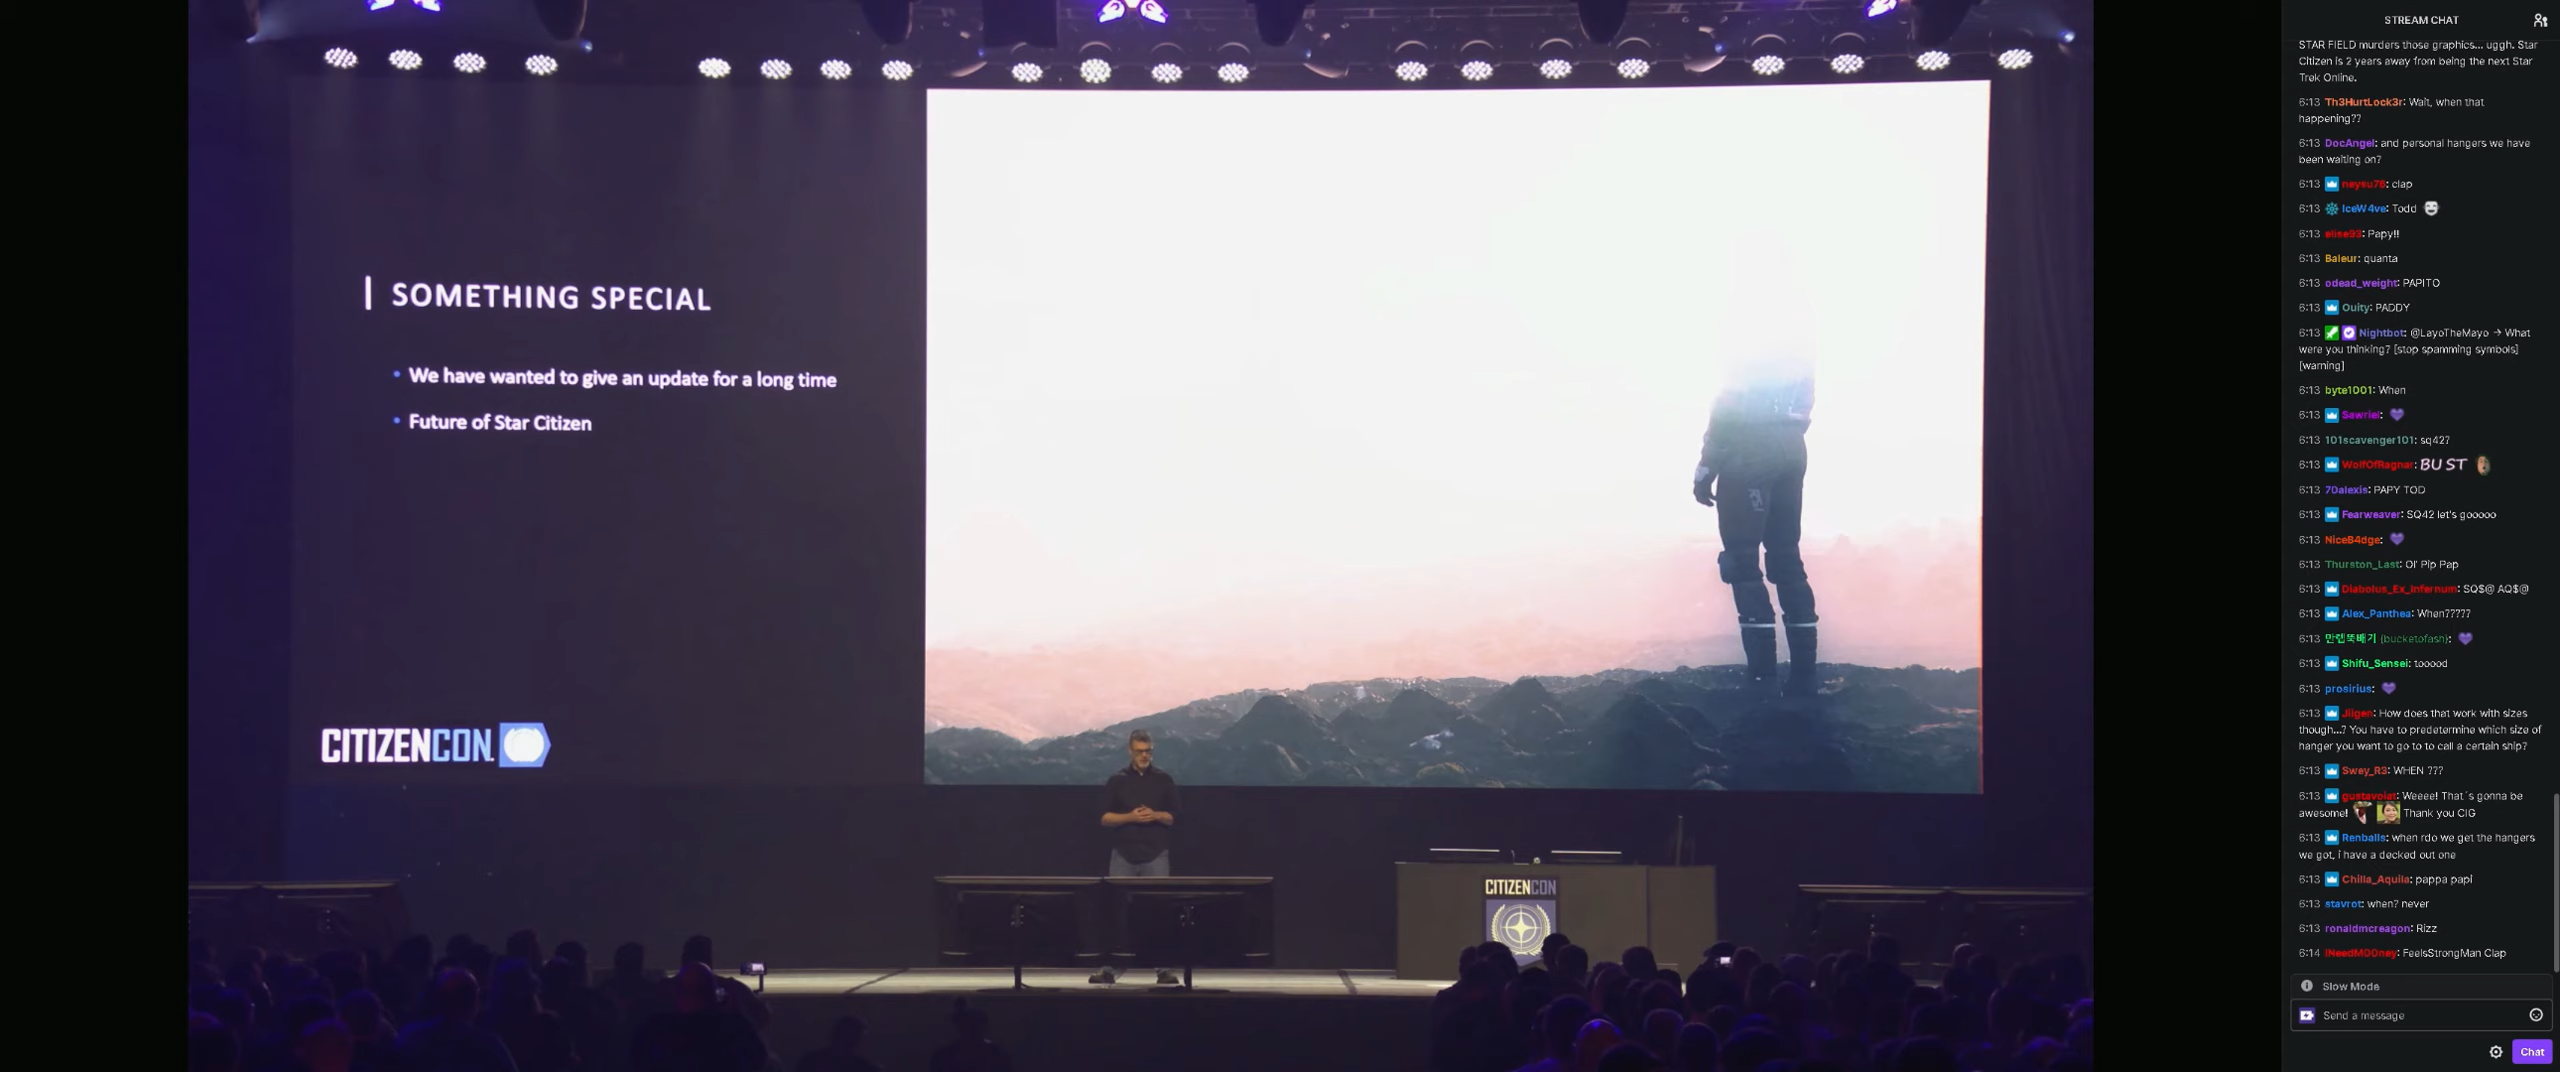 SOMETHING SPECIAL
• We have wanted to give an update for a long time
• Future of Star Citizen
CITIZENCON
CITIZENCON
STREAM CHAT
STAR FIELD murders those graphics... uggh. Star
Citizen is 2 years away from being the next Star
Trek Online.
6:13 Th3HurtLock3r: Wait, when that
happening??
6:13 DocAngel: and personal hangers we have
been waiting on?
6:13 neysu76: clap
6:13 IceW4ve: Todd
6:13 elise93: Papy!!
6:13 Baleur: quanta
6:13 odead_weight: PAPITO
6:13 Ouity: PADDY
6:13 Nightbot: @LayoTheMayo → What
were you thinking? [stop spamming symbols]
[warning]
6:13 byte1001: When
6:13 Sawriel: 💜
6:13 101scavenger101: sq42?
6:13 WolfOfRagnar: BUST
6:13 70alexis: PAPY TOD
6:13 Fearweaver: SQ42 let's gooooo
6:13 NiceB4dge: 💜
6:13 Thurston_Last: Ol' Pip Pap
6:13 Diabolus_Ex_Infernum: SQ$@ AQ$@
6:13 Alex_Panthea: When?????
6:13 만렙뚝배기 (bucketofash): 💜
6:13 Shifu_Sensei: tooood
6:13 prosirius: 💜
6:13 Jligen: How does that work with sizes
though...? You have to predetermine which size of
hanger you want to go to to call a certain ship?
6:13 Swey_R3: WHEN ???
6:13 gustavoiat: Weeee! That´s gonna be
awesome! Thank you CIG
6:13 Renballs: when rdo we get the hangers
we got, i have a decked out one
6:13 Chilla_Aquila: pappa papi
6:13 stavrot: when? never
6:13 ronaldmcreagon: Rizz
6:14 INeedM00ney: FeelsStrongMan Clap
Slow Mode
Send a message
Chat